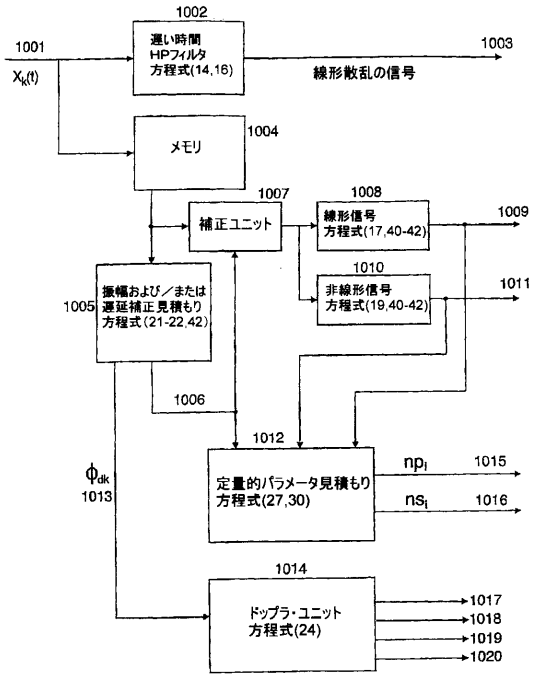 1002
1001
Xk(t)
遅い時間
HPフィルタ
方程式(14,16)
1003
線形散乱の信号
1004
メモリ
1007
補正ユニット
1008
線形信号
方程式(17,40-42)
1009
1010
非線形信号
方程式(19,40-42)
1011
1005
振幅および／または
遅延補正見積もり
方程式(21-22,42)
1006
1012
定量的パラメータ見積もり
方程式(27,30)
npi
1015
nsi
1016
ϕdk
1013
1014
ドップラ・ユニット
方程式(24)
1017
1018
1019
1020